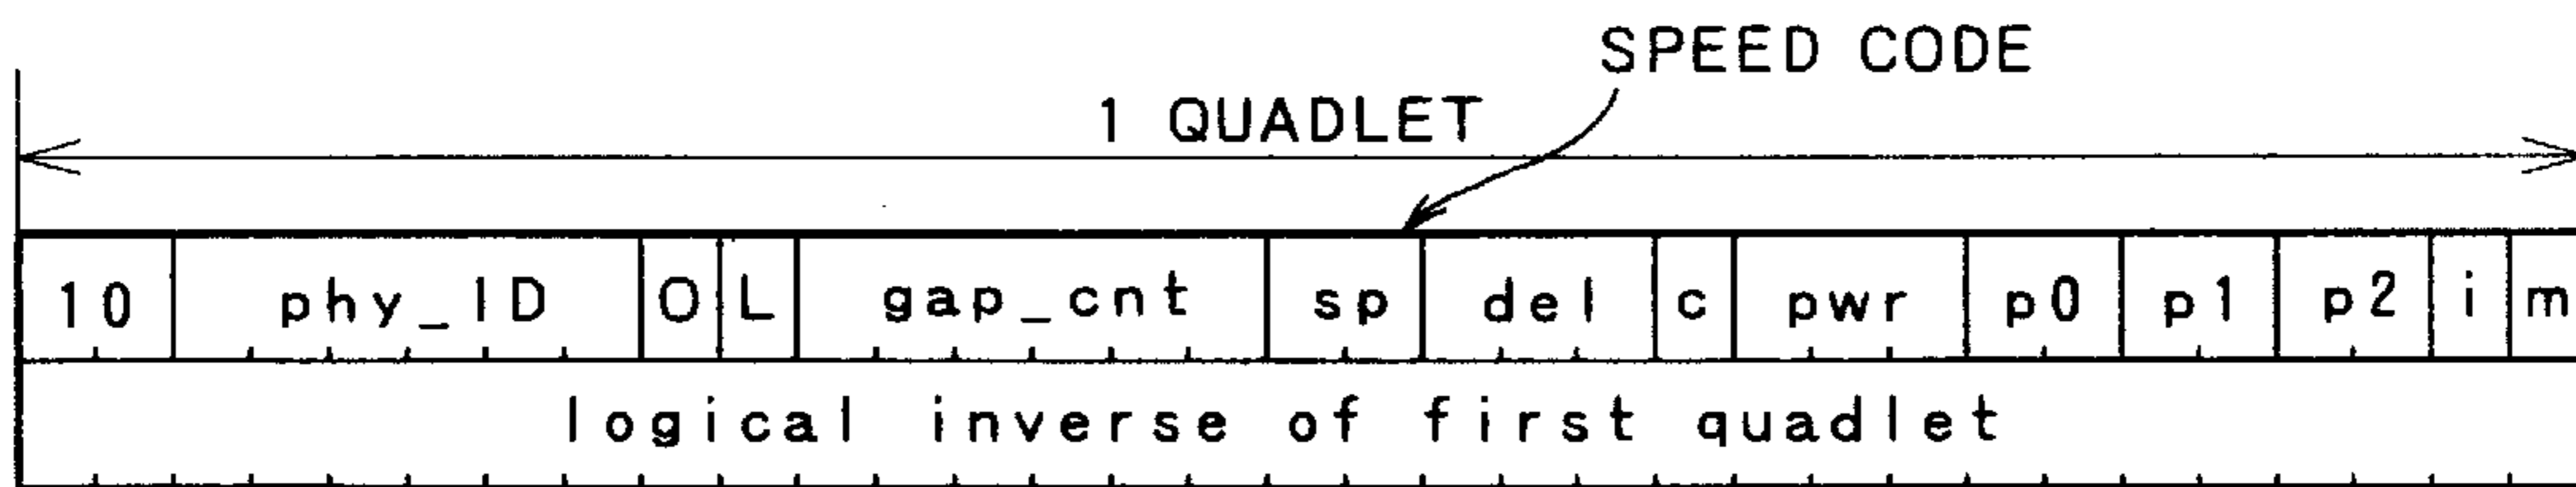 SPEED CODE
1 QUADLET
10 phy_ID O L gap_cnt sp del c pwr p0 p1 p2 i m
logical inverse of first quadlet